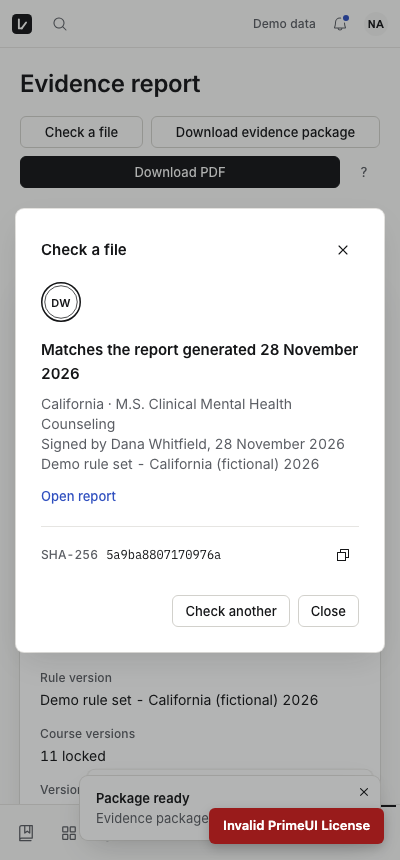 Demo data
NA
Evidence report
Check a file
Download evidence package
Download PDF
?
Check a file
DW
Matches the report generated 28 November
2026
California · M.S. Clinical Mental Health
Counseling
Signed by Dana Whitfield, 28 November 2026
Demo rule set - California (fictional) 2026
Open report
SHA-256 5a9ba8807170976a
Check another
Close
Rule version
Demo rule set - California (fictional) 2026
Course versions
11 locked
Package ready
Evidence package
Invalid PrimeUI License